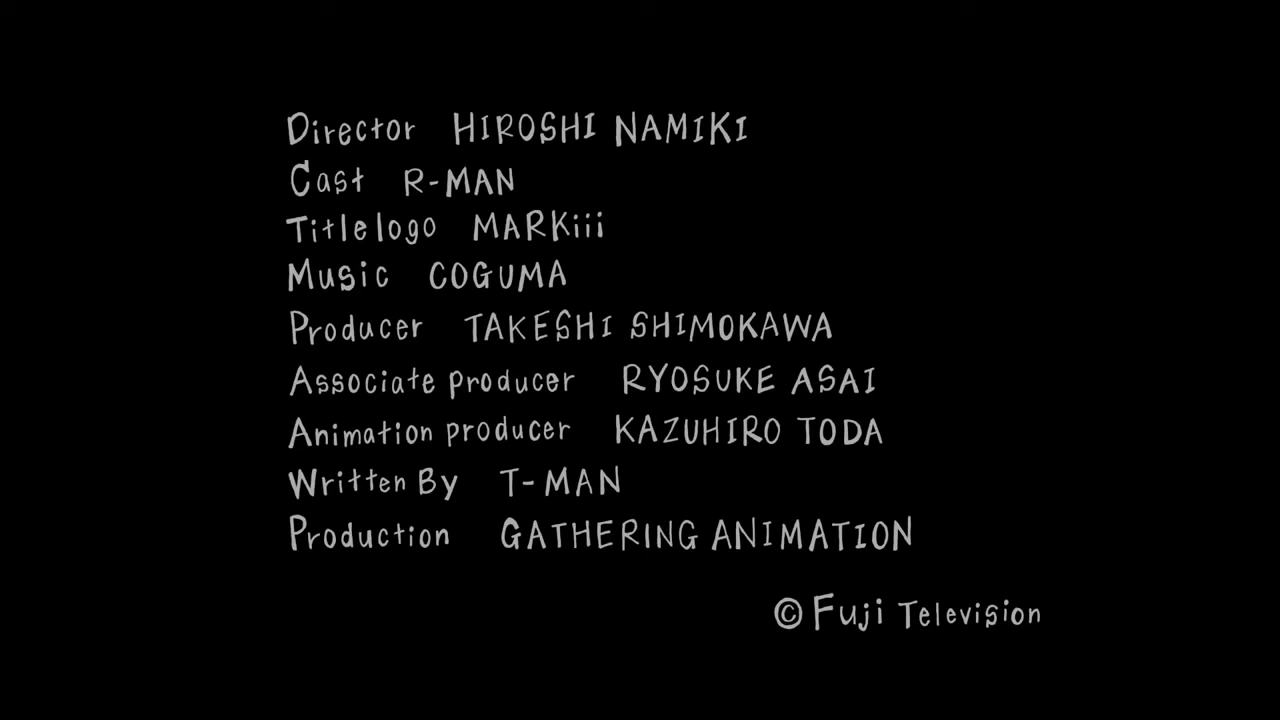 Director HIROSHI NAMIKI
Cast R-MAN
Titlelogo MARKiii
Music COGUMA
Producer TAKESHI SHIMOKAWA
Associate producer RYOSUKE ASAI
Animation producer KAZUHIRO TODA
Written By T-MAN
Production GATHERING ANIMATION
© Fuji Television